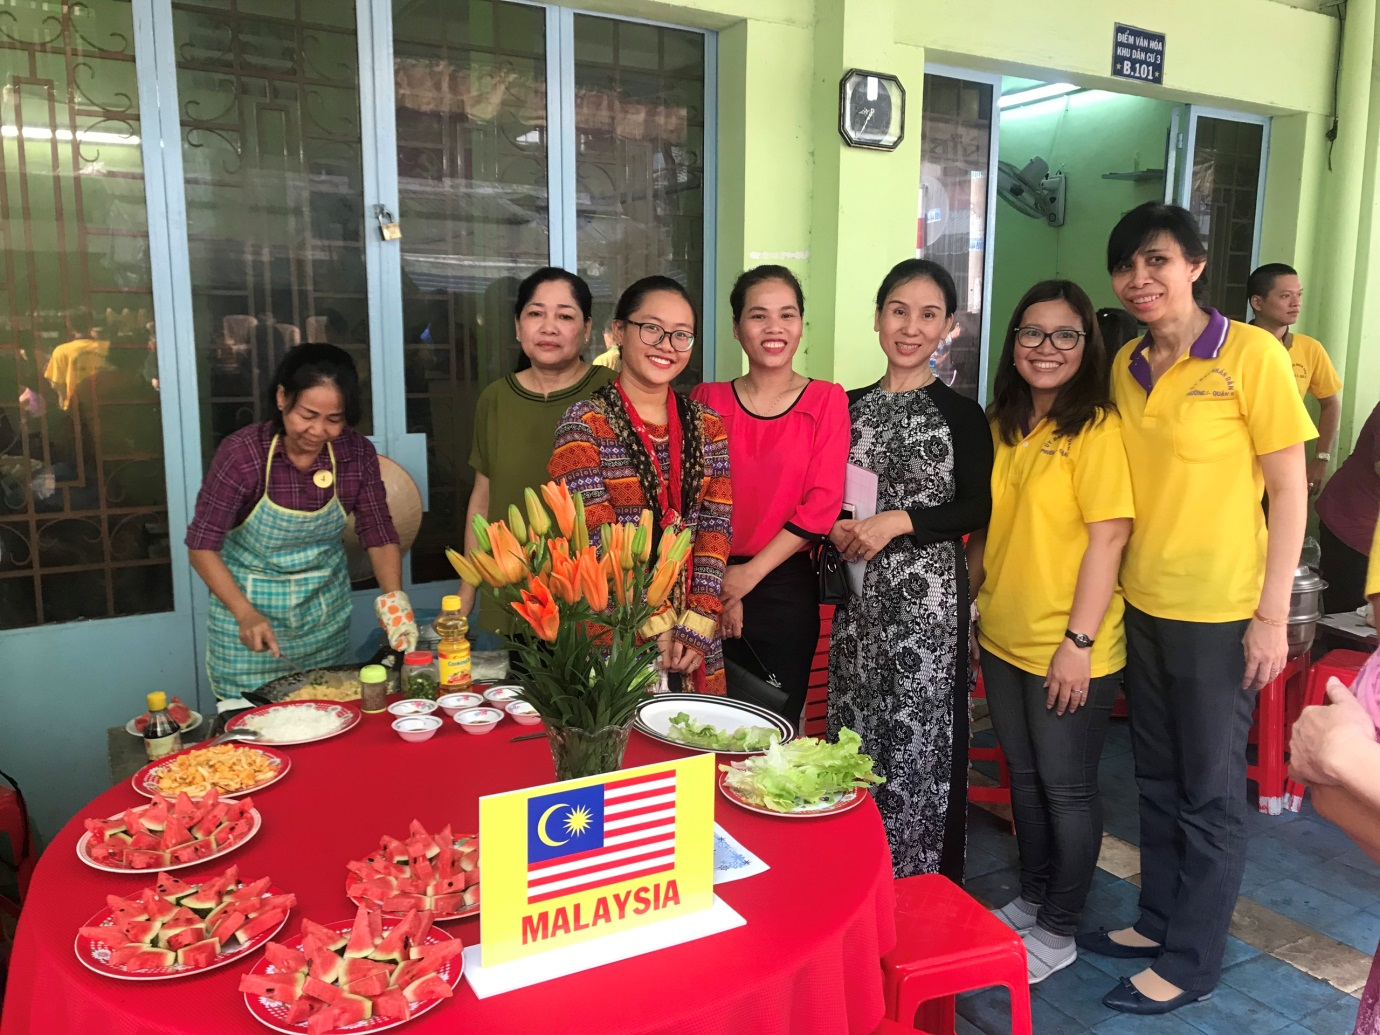 ĐIỂM VĂN HÓA
KHU DÂN CƯ 3
B.101
MALAYSIA